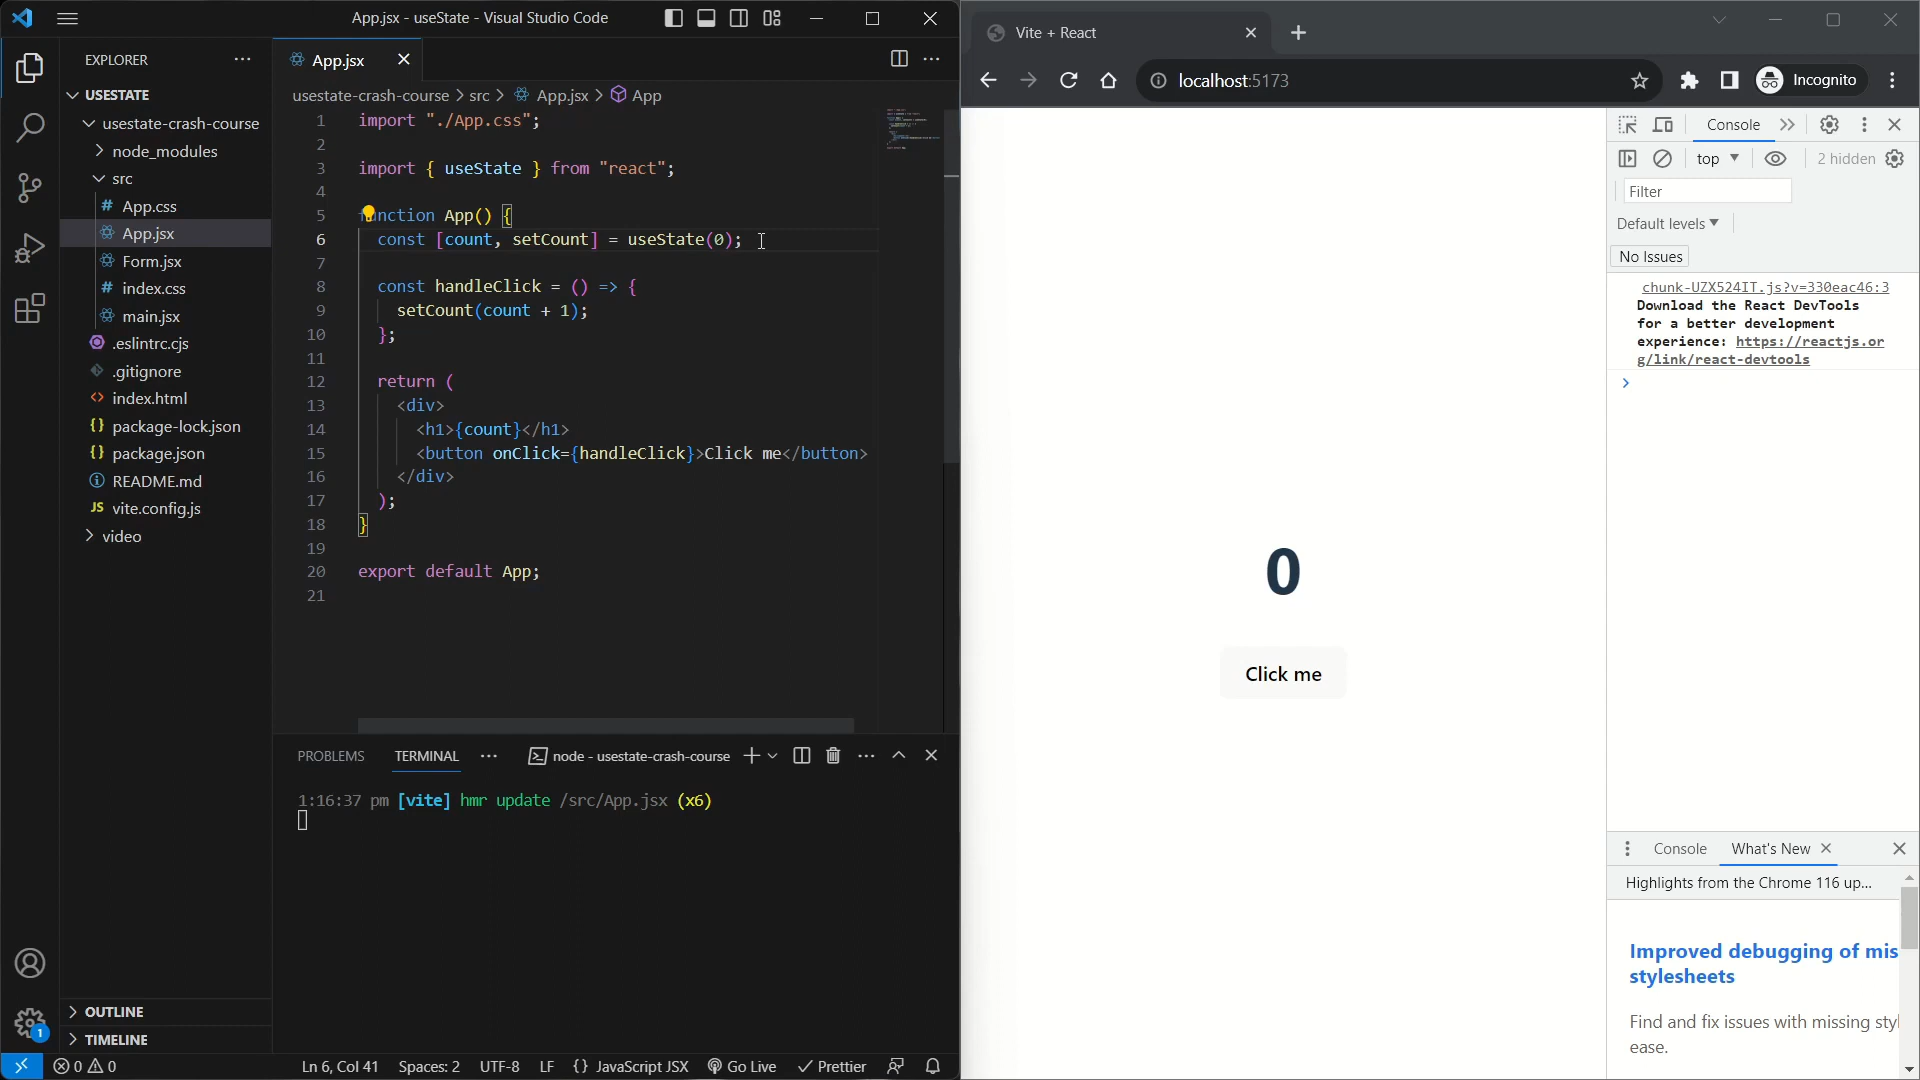 App.jsx - useState - Visual Studio Code
EXPLORER
USESTATE
usestate-crash-course
node_modules
src
# App.css
App.jsx
Form.jsx
# index.css
main.jsx
.eslintrc.cjs
.gitignore
<> index.html
{} package-lock.json
{} package.json
README.md
JS vite.config.js
video
OUTLINE
TIMELINE
1
App.jsx
usestate-crash-course > src > App.jsx > App
1 import "./App.css";
2
3 import { useState } from "react";
4
5 function App() {
6 const [count, setCount] = useState(0);
7
8 const handleClick = () => {
9 setCount(count + 1);
10 };
11
12 return (
13 <div>
14 <h1>{count}</h1>
15 <button onClick={handleClick}>Click me</button>
16 </div>
17 );
18 }
19
20 export default App;
21
PROBLEMS TERMINAL node - usestate-crash-course
1:16:37 pm [vite] hmr update /src/App.jsx (x6)
0 0 Ln 6, Col 41 Spaces: 2 UTF-8 LF {} JavaScript JSX Go Live Prettier
Vite + React
localhost:5173 Incognito
0
Click me
Console
top 2 hidden
Filter
Default levels
No Issues
chunk-UZX524IT.js?v=330eac46:3
Download the React DevTools
for a better development
experience: https://reactjs.or
g/link/react-devtools
Console What's New
Highlights from the Chrome 116 up...
Improved debugging of mis
stylesheets
Find and fix issues with missing styl
ease.